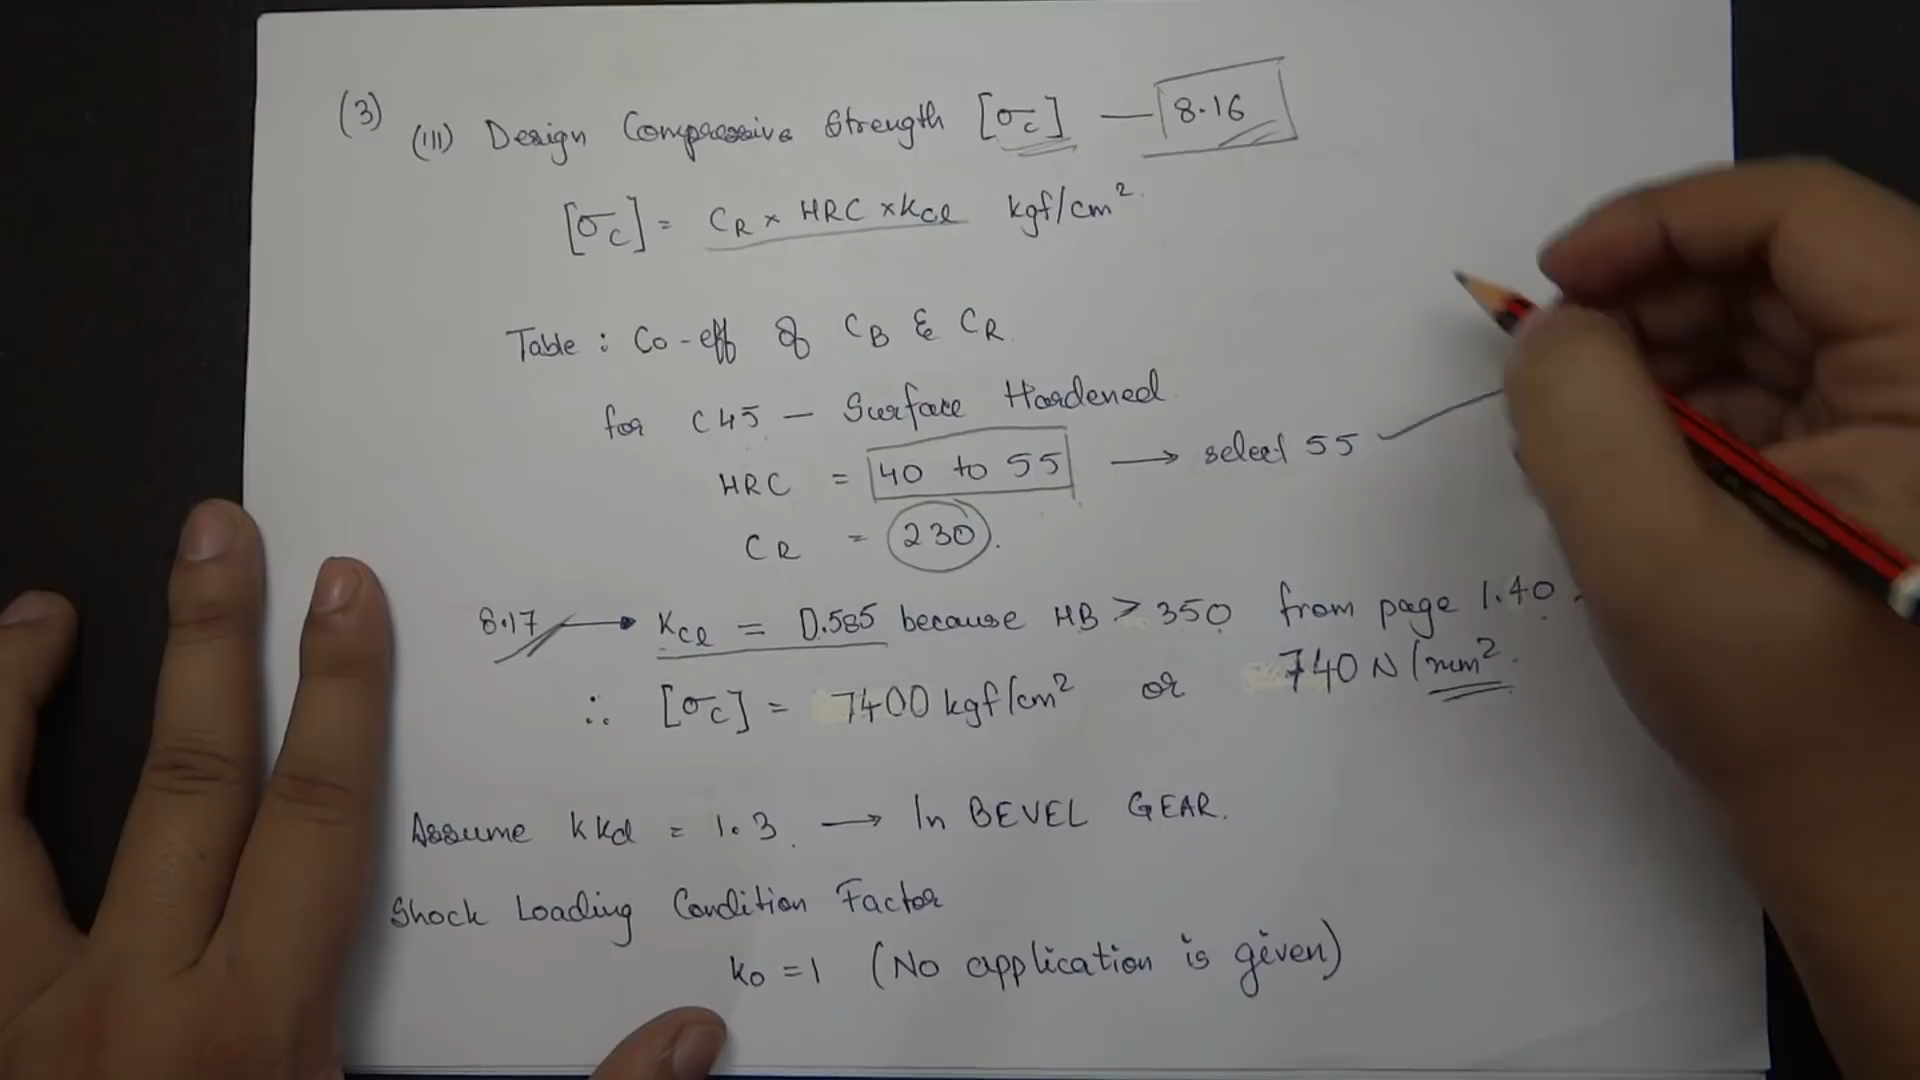 (3)
(iii) Design Compressive Strength [σc] — 8.16
[σc] = CR × HRC × Kcl kgf/cm²
Table : Co-eff of CB & CR
for C45 — Surface Hardened
HRC = 40 to 55 → select 55
CR = 230.
8.17 → Kcl = 0.585 because HB > 350 from page 1.40
∴ [σc] = 7400 kgf/cm² or 740 N/mm².
Assume kkd = 1.3 → In BEVEL GEAR.
Shock Loading Condition Factor
ko = 1 (No application is given)